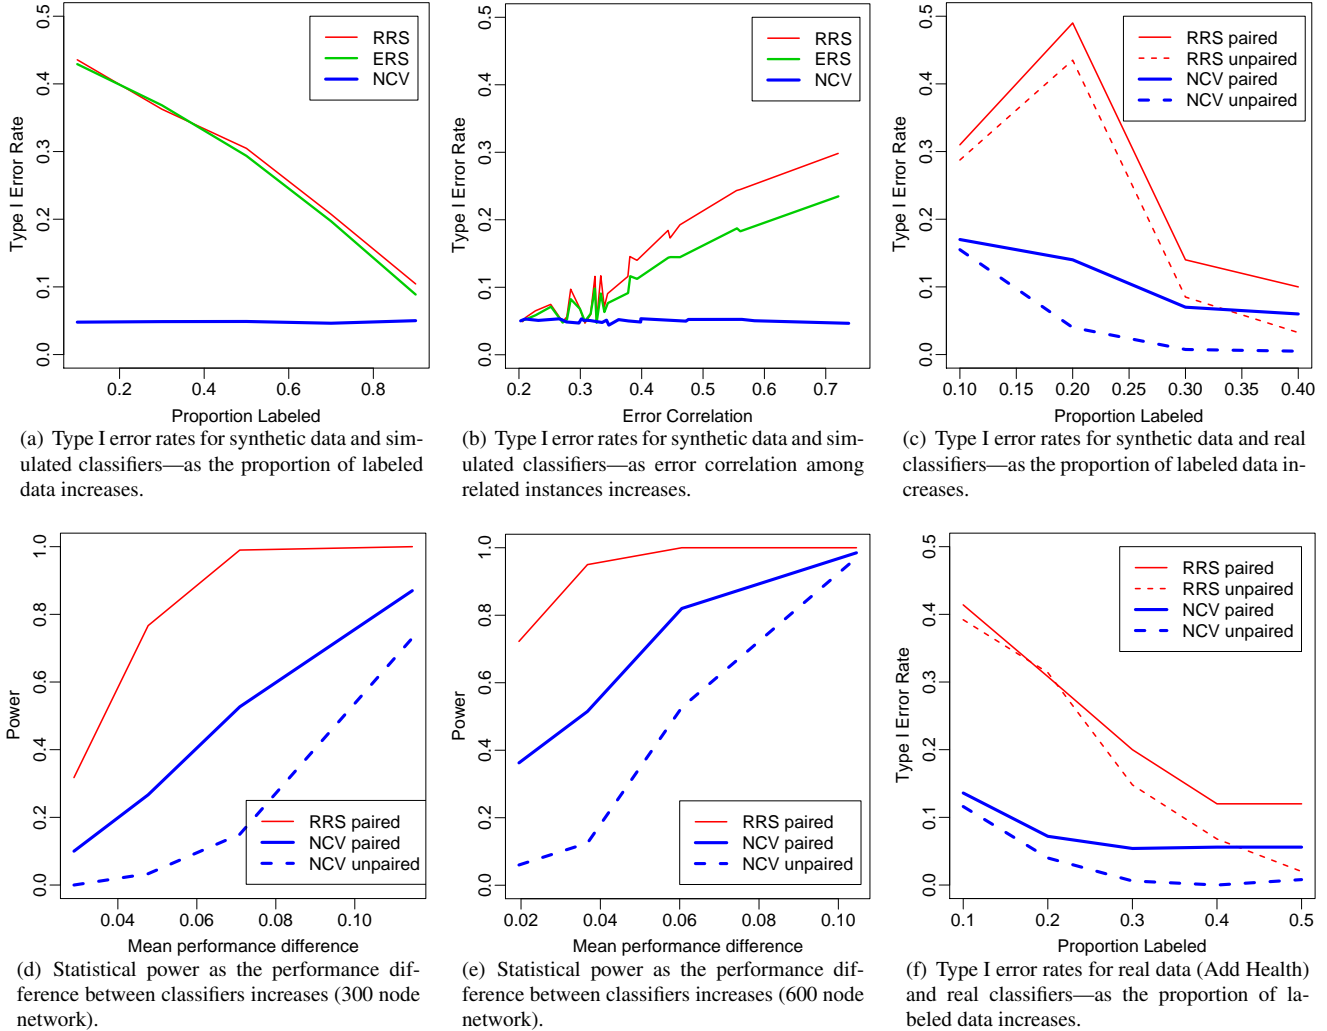 0.0 0.1 0.2 0.3 0.4 0.5
Type I Error Rate
RRS
ERS
NCV
0.2 0.4 0.6 0.8
Proportion Labeled
(a) Type I error rates for synthetic data and sim-
ulated classifiers—as the proportion of labeled
data increases.
0.0 0.1 0.2 0.3 0.4 0.5
Type I Error Rate
RRS
ERS
NCV
0.2 0.3 0.4 0.5 0.6 0.7
Error Correlation
(b) Type I error rates for synthetic data and sim-
ulated classifiers—as error correlation among
related instances increases.
0.0 0.1 0.2 0.3 0.4 0.5
Type I Error Rate
RRS paired
RRS unpaired
NCV paired
NCV unpaired
0.10 0.15 0.20 0.25 0.30 0.35 0.40
Proportion Labeled
(c) Type I error rates for synthetic data and real
classifiers—as the proportion of labeled data in-
creases.
0.0 0.2 0.4 0.6 0.8 1.0
Power
RRS paired
NCV paired
NCV unpaired
0.04 0.06 0.08 0.10
Mean performance difference
(d) Statistical power as the performance dif-
ference between classifiers increases (300 node
network).
0.0 0.2 0.4 0.6 0.8 1.0
Power
RRS paired
NCV paired
NCV unpaired
0.02 0.04 0.06 0.08 0.10
Mean performance difference
(e) Statistical power as the performance dif-
ference between classifiers increases (600 node
network).
0.0 0.1 0.2 0.3 0.4 0.5
Type I Error Rate
RRS paired
RRS unpaired
NCV paired
NCV unpaired
0.1 0.2 0.3 0.4 0.5
Proportion Labeled
(f) Type I error rates for real data (Add Health)
and real classifiers—as the proportion of la-
beled data increases.